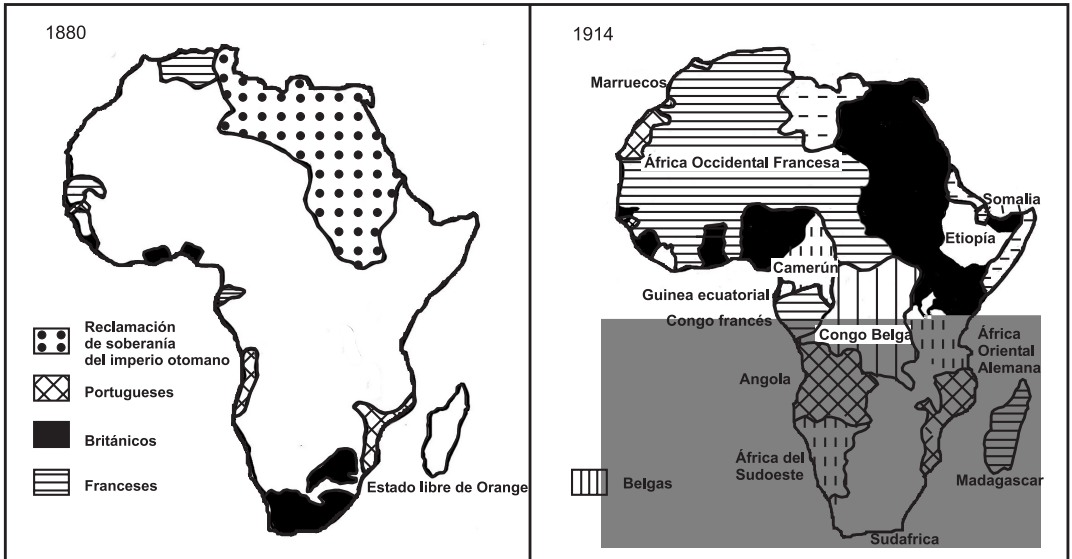 1880
Reclamación
de soberanía
del imperio otomano
Portugueses
Británicos
Franceses
Estado libre de Orange
1914
Marruecos
África Occidental Francesa
Somalia
Etiopía
Camerún
Guinea ecuatorial
Congo francés
Congo Belga
África
Oriental
Alemana
Angola
África del
Sudoeste
Belgas
Madagascar
Sudafrica